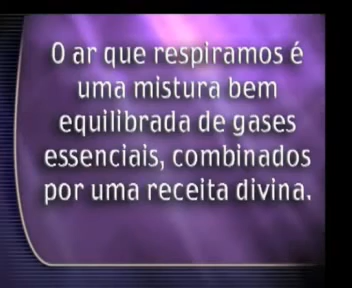 O ar que respiramos é
uma mistura bem
equilibrada de gases
essenciais, combinados
por uma receita divina.